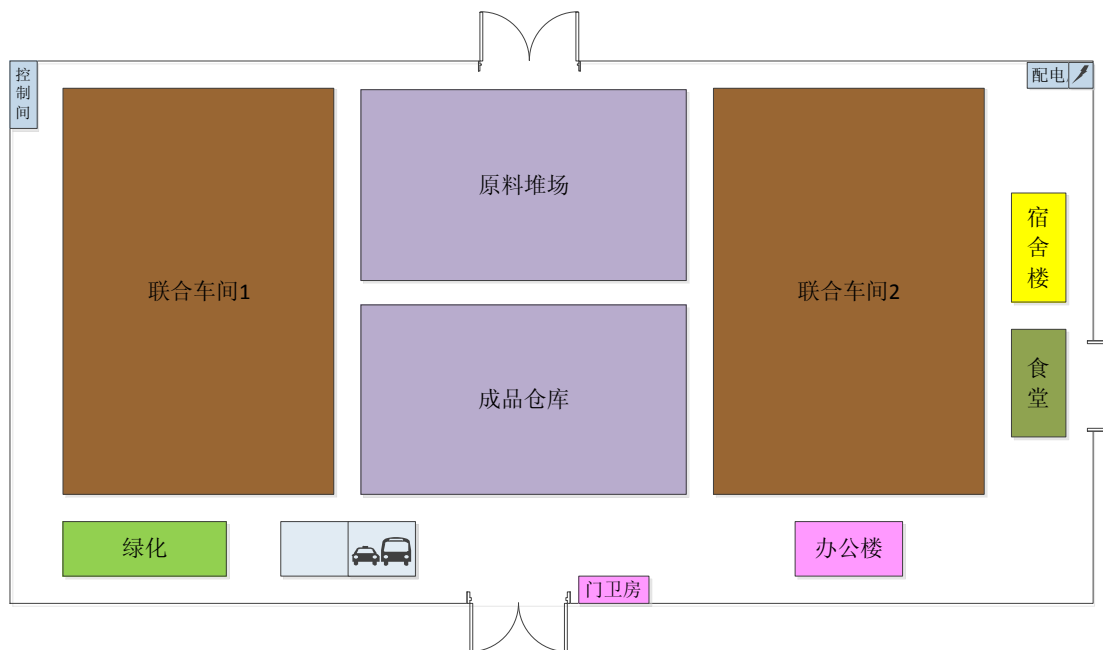 控
制
间
配电
原料堆场
宿
舍
楼
联合车间1
联合车间2
食
堂
成品仓库
绿化
办公楼
门卫房